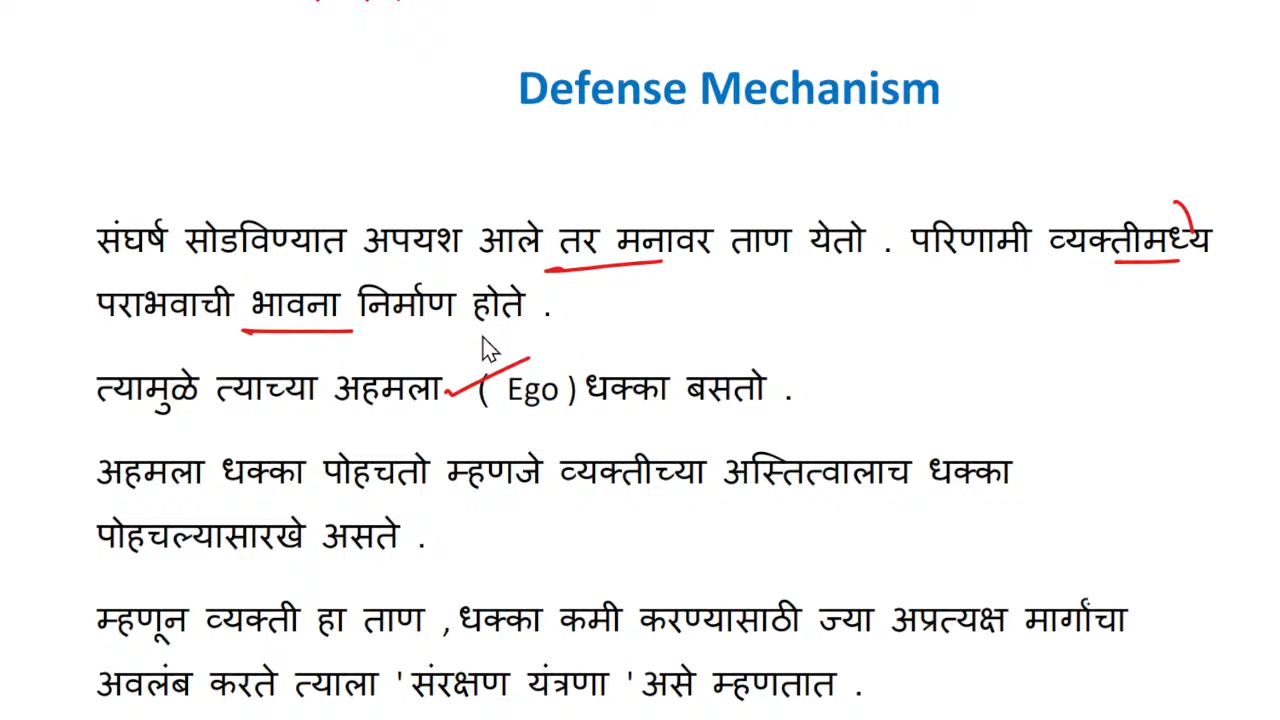 Defense Mechanism
संघर्ष सोडविण्यात अपयश आले तर मनावर ताण येतो . परिणामी व्यक्तीमध्य
पराभवाची भावना निर्माण होते .
त्यामुळे त्याच्या अहमला ( Ego ) धक्का बसतो .
अहमला धक्का पोहचतो म्हणजे व्यक्तीच्या अस्तित्वालाच धक्का
पोहचल्यासारखे असते .
म्हणून व्यक्ती हा ताण , धक्का कमी करण्यासाठी ज्या अप्रत्यक्ष मार्गांचा
अवलंब करते त्याला ' संरक्षण यंत्रणा ' असे म्हणतात .